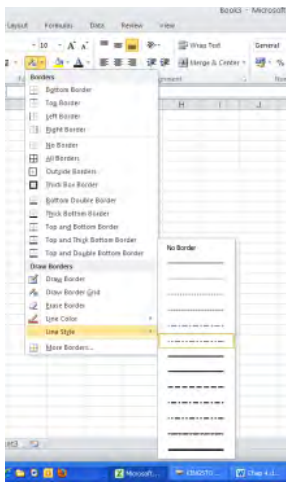 Book3 - Microsoft
Layout Formulas Data Review View
10 A A Wrap Text General
Merge & Center %
Borders
Bottom Border
Top Border
Left Border
Right Border
No Border
All Borders
Outside Borders
Thick Box Border
Bottom Double Border
Thick Bottom Border
Top and Bottom Border
Top and Thick Bottom Border
Top and Double Bottom Border
Draw Borders
Draw Border
Draw Border Grid
Erase Border
Line Color
Line Style
More Borders...
No Border
H I J
Microsoft...
Chap 4.d...